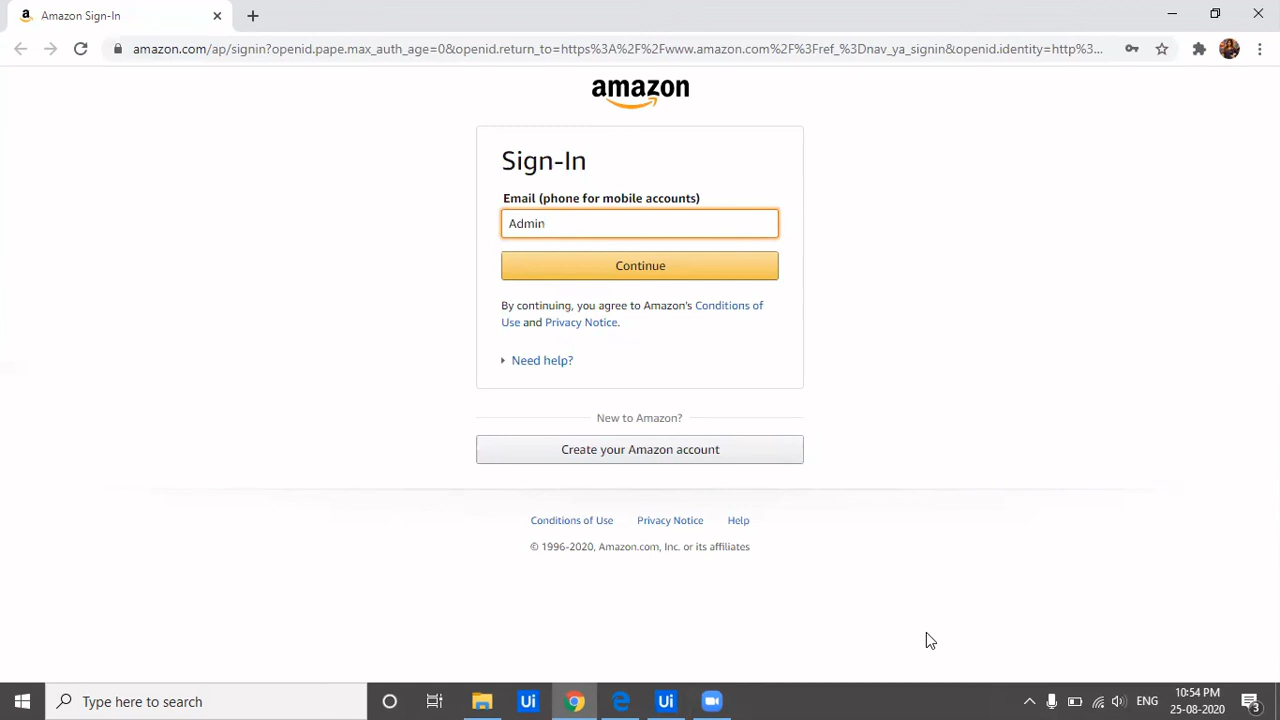 Amazon Sign-In
amazon.com/ap/signin?openid.pape.max_auth_age=0&openid.return_to=https%3A%2F%2Fwww.amazon.com%2F%3Fref_%3Dnav_ya_signin&openid.identity=http%3...
amazon
Sign-In
Email (phone for mobile accounts)
Admin
Continue
By continuing, you agree to Amazon's Conditions of
Use and Privacy Notice.
Need help?
New to Amazon?
Create your Amazon account
Conditions of Use Privacy Notice Help
© 1996-2020, Amazon.com, Inc. or its affiliates
Type here to search
Ui
Ui
ENG
10:54 PM
25-08-2020
3